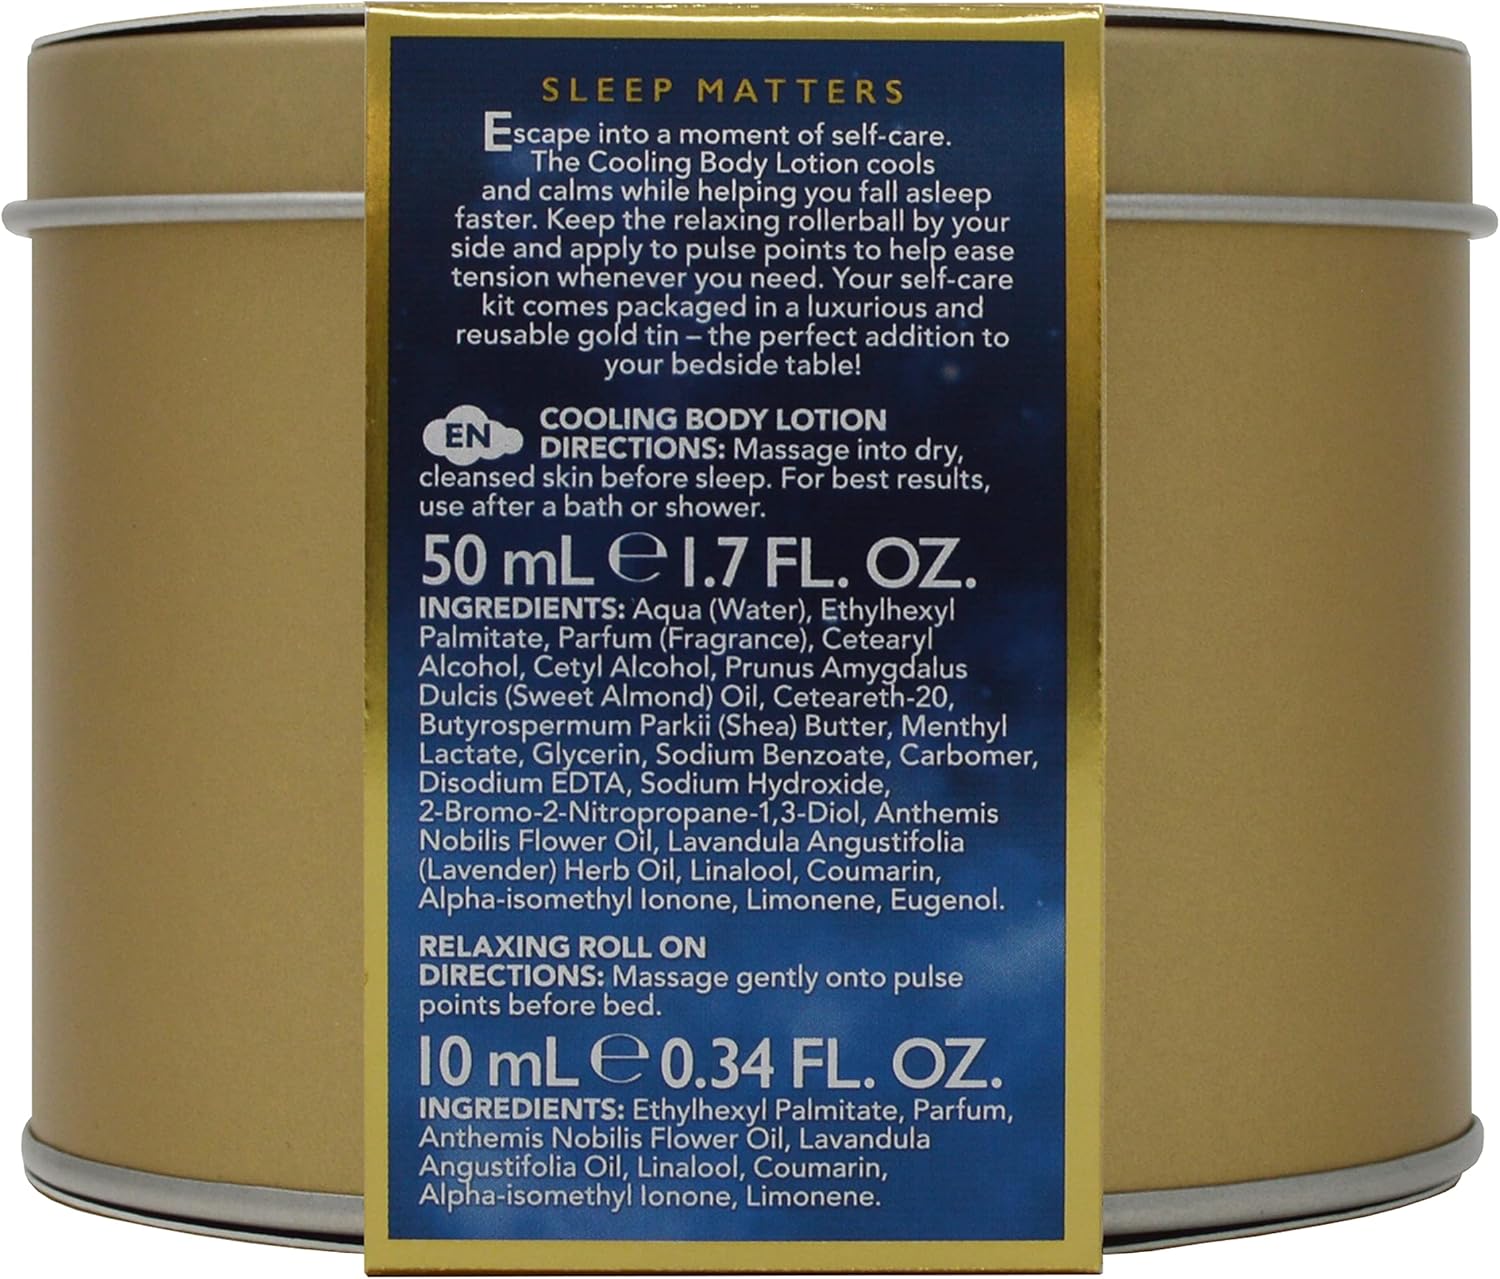 SLEEP MATTERS
Escape into a moment of self-care.
The Cooling Body Lotion cools
and calms while helping you fall asleep
faster. Keep the relaxing rollerball by your
side and apply to pulse points to help ease
tension whenever you need. Your self-care
kit comes packaged in a luxurious and
reusable gold tin – the perfect addition to
your bedside table!
EN COOLING BODY LOTION
DIRECTIONS: Massage into dry,
cleansed skin before sleep. For best results,
use after a bath or shower.
50 mL ℮ 1.7 FL. OZ.
INGREDIENTS: Aqua (Water), Ethylhexyl
Palmitate, Parfum (Fragrance), Cetearyl
Alcohol, Cetyl Alcohol, Prunus Amygdalus
Dulcis (Sweet Almond) Oil, Ceteareth-20,
Butyrospermum Parkii (Shea) Butter, Menthyl
Lactate, Glycerin, Sodium Benzoate, Carbomer,
Disodium EDTA, Sodium Hydroxide,
2-Bromo-2-Nitropropane-1,3-Diol, Anthemis
Nobilis Flower Oil, Lavandula Angustifolia
(Lavender) Herb Oil, Linalool, Coumarin,
Alpha-isomethyl Ionone, Limonene, Eugenol.
RELAXING ROLL ON
DIRECTIONS: Massage gently onto pulse
points before bed.
10 mL ℮ 0.34 FL. OZ.
INGREDIENTS: Ethylhexyl Palmitate, Parfum,
Anthemis Nobilis Flower Oil, Lavandula
Angustifolia Oil, Linalool, Coumarin,
Alpha-isomethyl Ionone, Limonene.